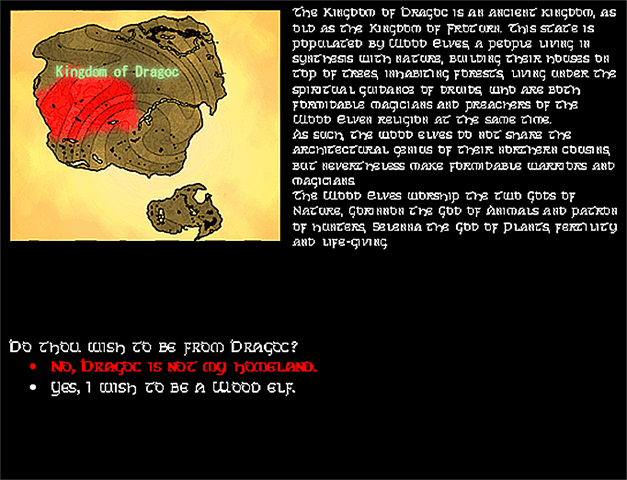 Kingdom of Dragoc
The Kingdom of Dragoc is an ancient kingdom, as
old as the Kingdom of Froturn. This state is
populated by Wood Elves, a people living in
synthesis with nature, building their houses on
top of trees, inhabiting forests, living under the
spiritual guidance of druids, who are both
formidable magicians and preachers of the
Wood Elven religion at the same time.
As such, the wood elves do not share the
architectural genius of their northern cousins,
but nevertheless make formidable warriors and
magicians.
The Wood Elves worship the two Gods of
Nature, Gorinnon the God of Animals and patron
of hunters, Selenna the God of Plants, fertility
and life-giving.
Do thou wish to be from Dragoc?
No, Dragoc is not my homeland.
Yes, I wish to be a Wood elf.